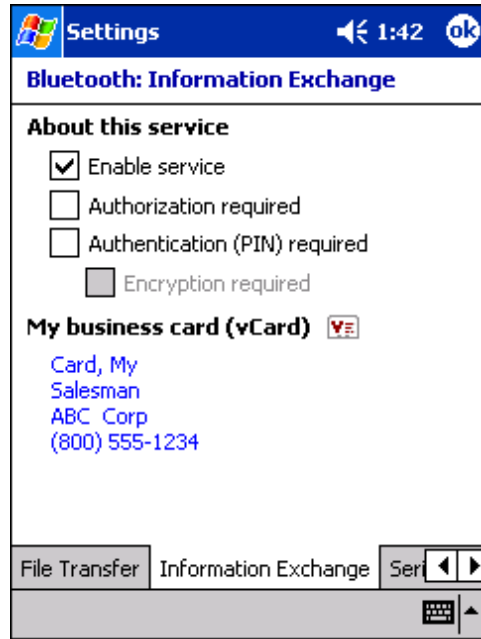 Settings 1:42 ok
Bluetooth: Information Exchange
About this service
Enable service
Authorization required
Authentication (PIN) required
Encryption required
My business card (vCard)
Card, My
Salesman
ABC Corp
(800) 555-1234
File Transfer Information Exchange Seri